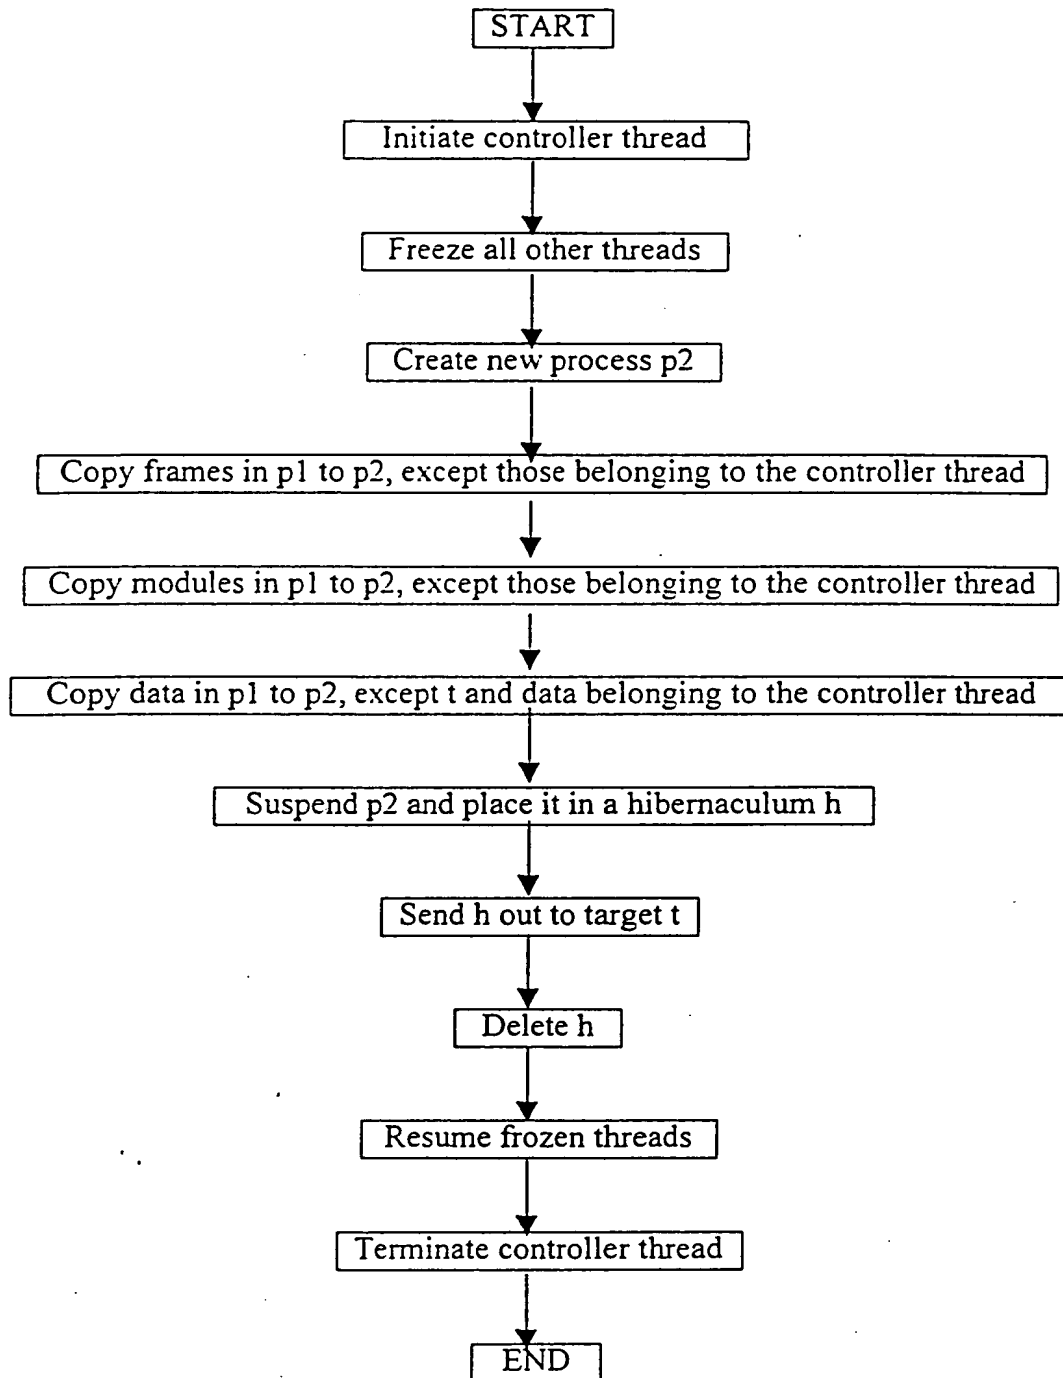 START
Initiate controller thread
Freeze all other threads
Create new process p2
Copy frames in p1 to p2, except those belonging to the controller thread
Copy modules in p1 to p2, except those belonging to the controller thread
Copy data in p1 to p2, except t and data belonging to the controller thread
Suspend p2 and place it in a hibernaculum h
Send h out to target t
Delete h
Resume frozen threads
Terminate controller thread
END